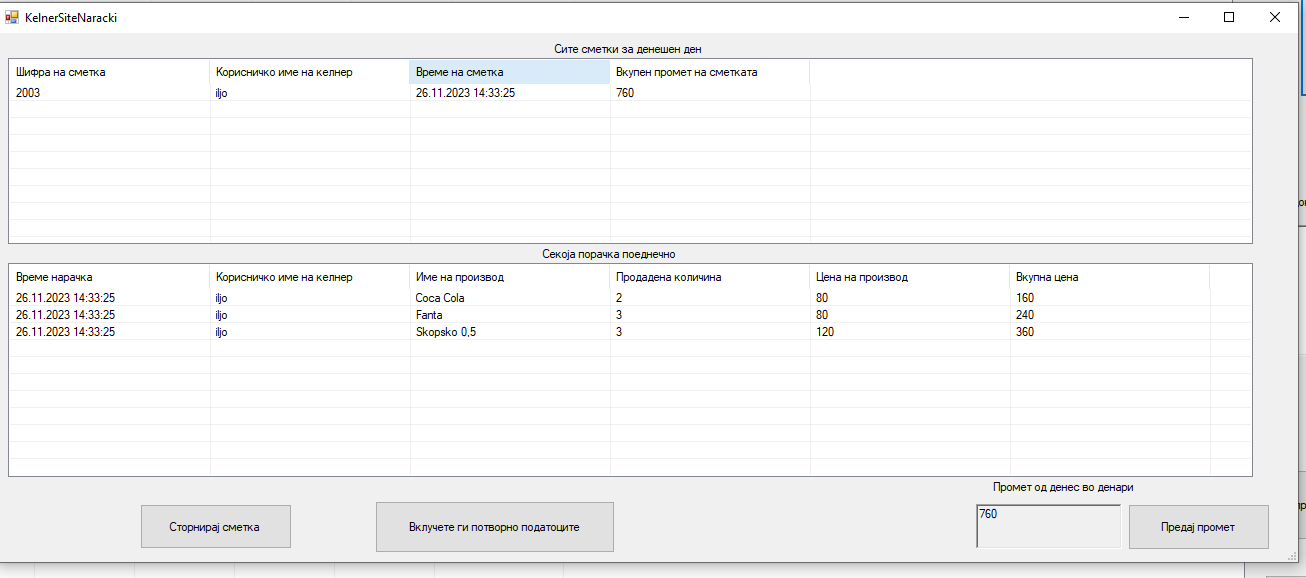 KelnerSiteNaracki
Сите сметки за денешен ден
Шифра на сметка Корисничко име на келнер Време на сметка Вкупен промет на сметката
2003 iljo 26.11.2023 14:33:25 760
Секоја порачка поеднечно
Време нарачка Корисничко име на келнер Име на производ Продадена количина Цена на производ Вкупна цена
26.11.2023 14:33:25 iljo Coca Cola 2 80 160
26.11.2023 14:33:25 iljo Fanta 3 80 240
26.11.2023 14:33:25 iljo Skopsko 0,5 3 120 360
Промет од денес во денари
Сторнирај сметка Вклучете ги потворно податоците 760 Предај промет